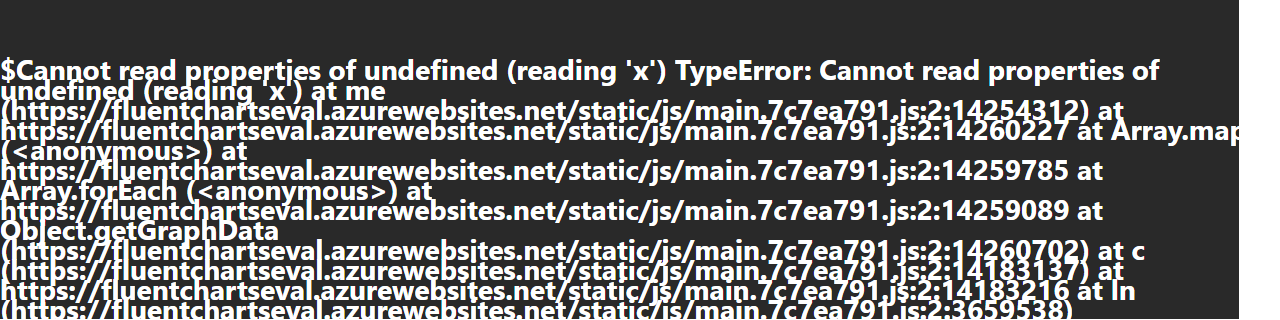 $Cannot read properties of undefined (reading 'x') TypeError: Cannot read properties of
undefined (reading 'x') at me
(https://fluentchartseval.azurewebsites.net/static/js/main.7c7ea791.js:2:14254312) at
https://fluentchartseval.azurewebsites.net/static/js/main.7c7ea791.js:2:14260227 at Array.map
(<anonymous>) at
https://fluentchartseval.azurewebsites.net/static/js/main.7c7ea791.js:2:14259785 at
Array.forEach (<anonymous>) at
https://fluentchartseval.azurewebsites.net/static/js/main.7c7ea791.js:2:14259089 at
Object.getGraphData
(https://fluentchartseval.azurewebsites.net/static/js/main.7c7ea791.js:2:14260702) at c
(https://fluentchartseval.azurewebsites.net/static/js/main.7c7ea791.js:2:14183137) at
https://fluentchartseval.azurewebsites.net/static/js/main.7c7ea791.js:2:14183216 at ln
(https://fluentchartseval.azurewebsites.net/static/js/main.7c7ea791.js:2:3659538)